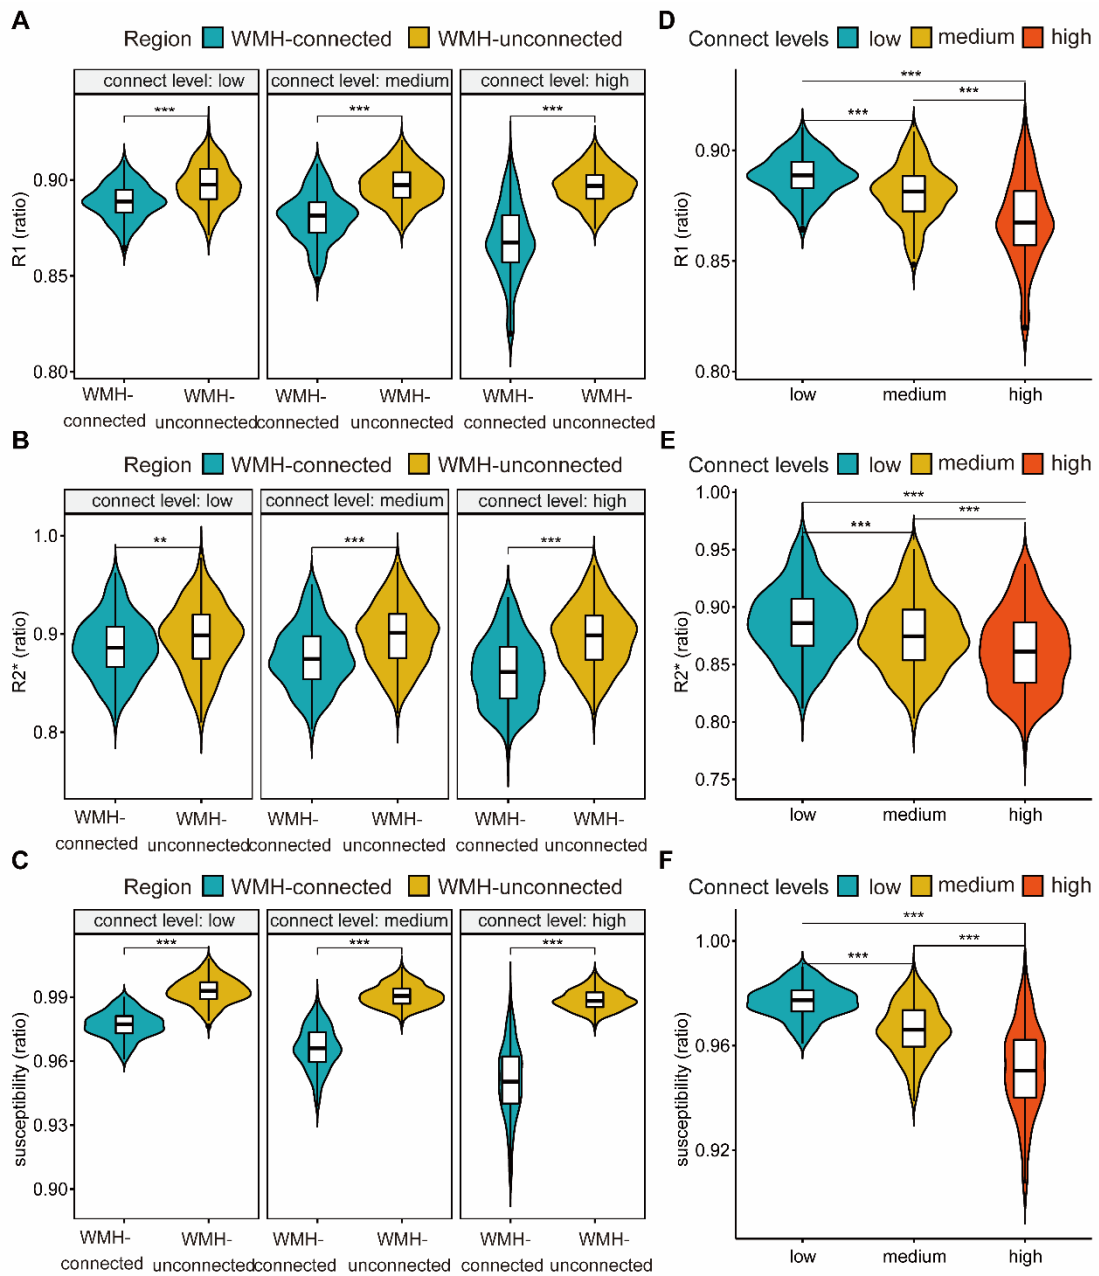 A
Region WMH-connected WMH-unconnected
connect level: low connect level: medium connect level: high
*** *** ***
R1 (ratio)
0.90
0.85
0.80
WMH-connected WMH-unconnected WMH-connected WMH-unconnected WMH-connected WMH-unconnected
D
Connect levels low medium high
***
***
***
R1 (ratio)
0.90
0.85
0.80
low medium high
B
Region WMH-connected WMH-unconnected
connect level: low connect level: medium connect level: high
** *** ***
R2* (ratio)
1.0
0.9
0.8
WMH-connected WMH-unconnected WMH-connected WMH-unconnected WMH-connected WMH-unconnected
E
Connect levels low medium high
***
***
***
R2* (ratio)
1.00
0.95
0.90
0.85
0.80
0.75
low medium high
C
Region WMH-connected WMH-unconnected
connect level: low connect level: medium connect level: high
*** *** ***
susceptibility (ratio)
0.99
0.96
0.93
0.90
WMH-connected WMH-unconnected WMH-connected WMH-unconnected WMH-connected WMH-unconnected
F
Connect levels low medium high
***
***
***
susceptibility (ratio)
1.00
0.96
0.92
low medium high